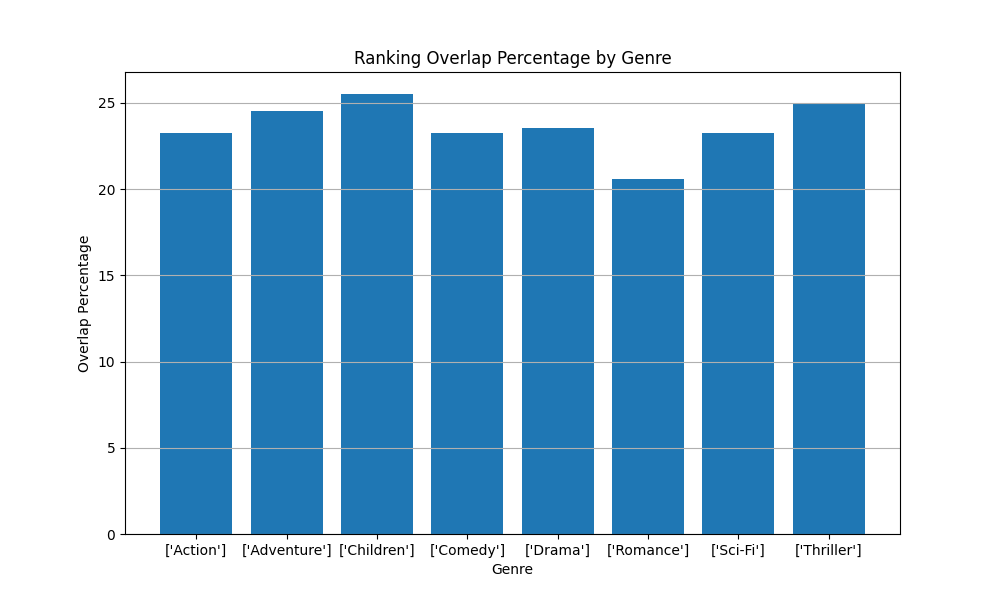 Ranking Overlap Percentage by Genre
Overlap Percentage
25
20
15
10
5
0
['Action'] ['Adventure'] ['Children'] ['Comedy'] ['Drama'] ['Romance'] ['Sci-Fi'] ['Thriller']
Genre